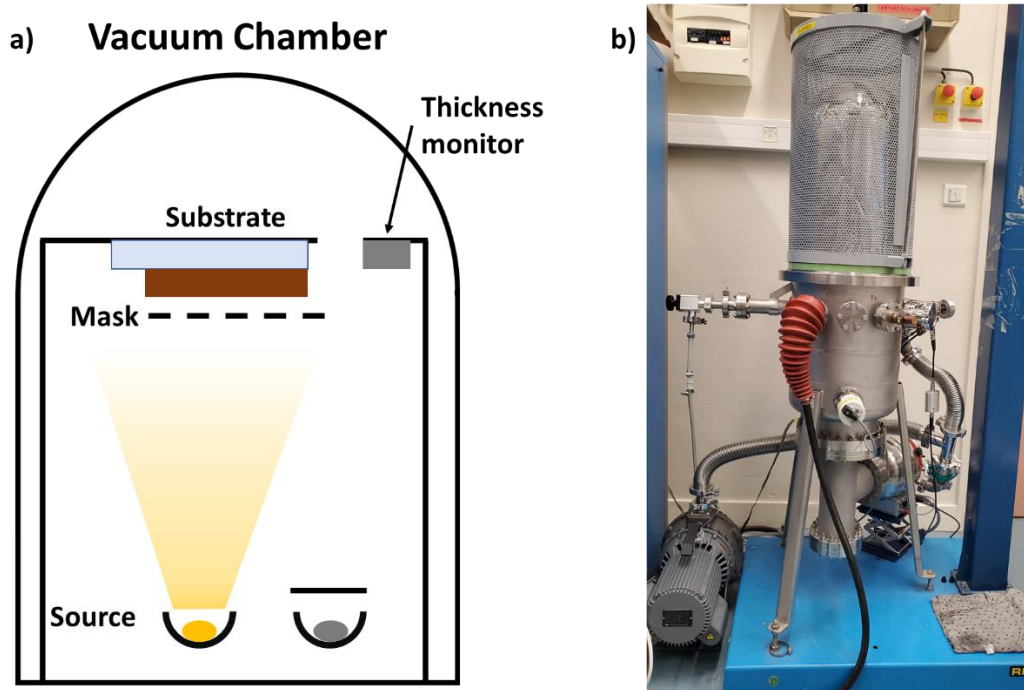 a)
Vacuum Chamber
Thickness
monitor
Substrate
Mask
Source
b)